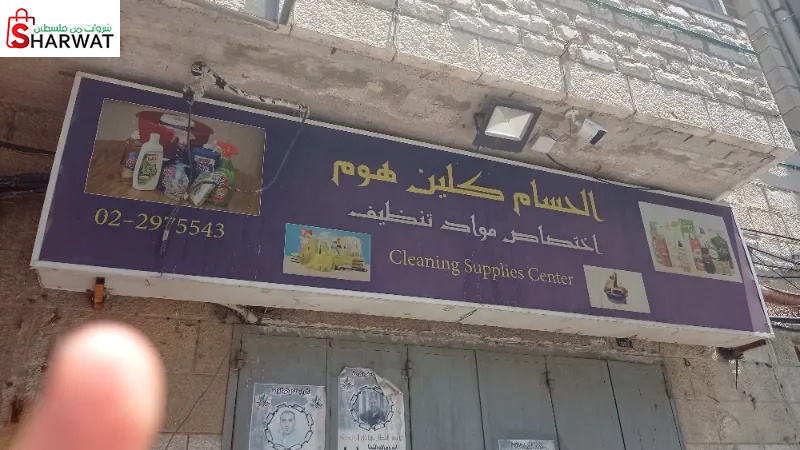 شروات من فلسطين
SHARWAT
الحسام كلين هوم
اختصاص مواد تنظيف
02-2975543
Cleaning Supplies Center